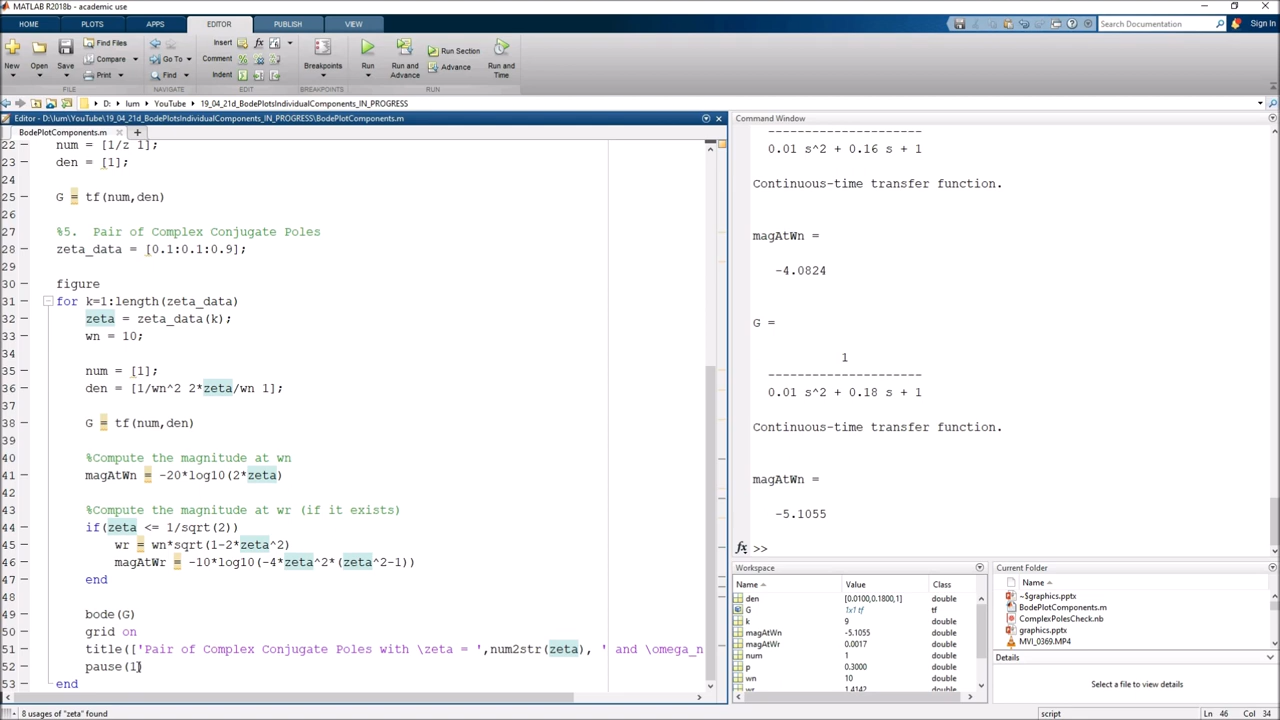 MATLAB R2018b - academic use
HOME PLOTS APPS EDITOR PUBLISH VIEW Search Documentation Sign In
New Open Save Find Files Compare Print Go To Find Insert Comment Indent Breakpoints Run Run and Advance Run Section Advance Run and Time
FILE NAVIGATE EDIT BREAKPOINTS RUN
D: Ium YouTube 19_04_21d_BodePlotsIndividualComponents_IN_PROGRESS
Editor - D:\Ium\YouTube\19_04_21d_BodePlotsIndividualComponents_IN_PROGRESS\BodePlotComponents.m
BodePlotComponents.m
22 num = [1/z 1];
23 den = [1];
24
25 G = tf(num,den)
26
27 %5. Pair of Complex Conjugate Poles
28 zeta_data = [0.1:0.1:0.9];
29
30 figure
31 for k=1:length(zeta_data)
32 zeta = zeta_data(k);
33 wn = 10;
34
35 num = [1];
36 den = [1/wn^2 2*zeta/wn 1];
37
38 G = tf(num,den)
39
40 %Compute the magnitude at wn
41 magAtWn = -20*log10(2*zeta)
42
43 %Compute the magnitude at wr (if it exists)
44 if(zeta <= 1/sqrt(2))
45 wr = wn*sqrt(1-2*zeta^2)
46 magAtWr = -10*log10(-4*zeta^2*(zeta^2-1))
47 end
48
49 bode(G)
50 grid on
51 title(['Pair of Complex Conjugate Poles with \zeta = ',num2str(zeta), ' and \omega_n
52 pause(1)
53 end
Command Window
---------------------
0.01 s^2 + 0.16 s + 1
Continuous-time transfer function.
magAtWn =
-4.0824
G =
1
---------------------
0.01 s^2 + 0.18 s + 1
Continuous-time transfer function.
magAtWn =
-5.1055
fx >>
Workspace
Name Value Class
den [0.0100,0.1800,1] double
G 1x1 tf tf
k 9 double
magAtWn -5.1055 double
magAtWr 0.0017 double
num 1 double
p 0.3000 double
wn 10 double
wr 1.4142 double
Current Folder
Name
~$graphics.pptx
BodePlotComponents.m
ComplexPolesCheck.nb
graphics.pptx
MVI_0369.MP4
Details
Select a file to view details
8 usages of "zeta" found
script
Ln 46 Col 34